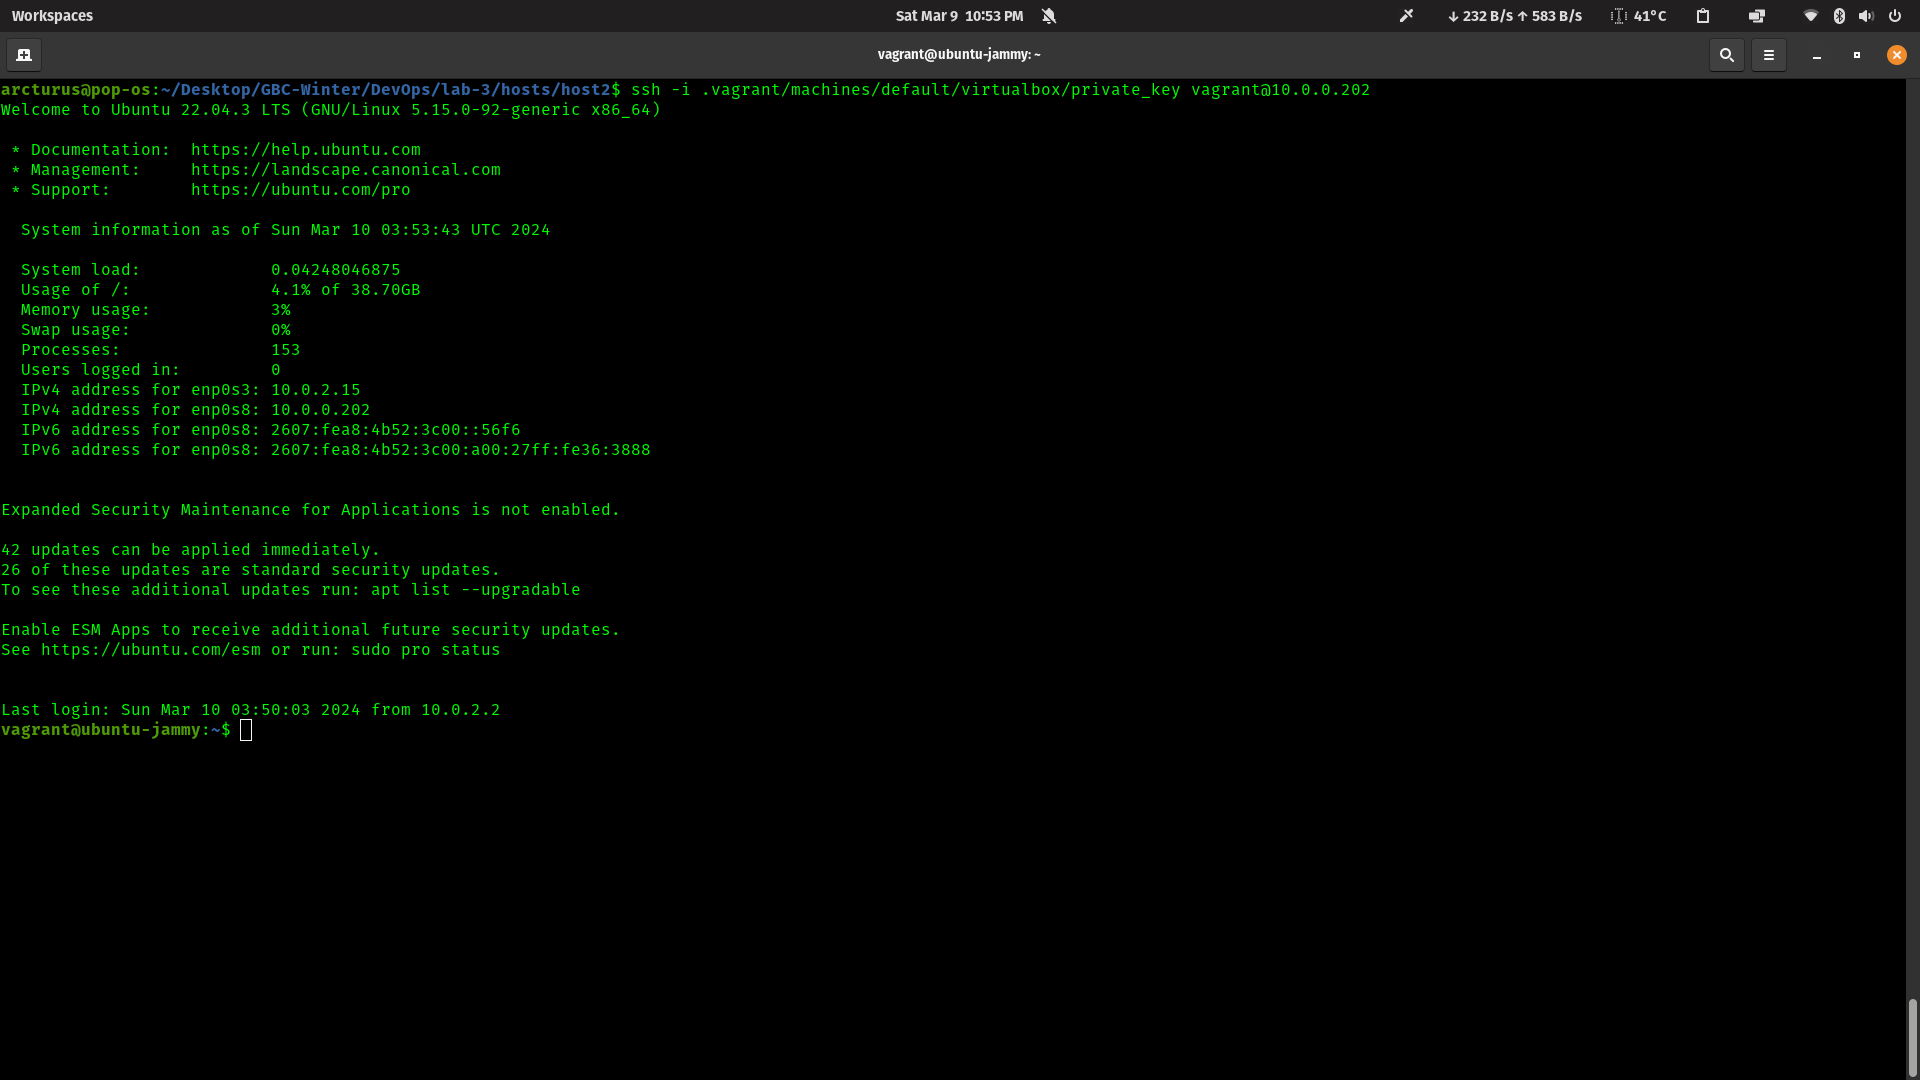 Workspaces
Sat Mar 9 10:53 PM
↓ 232 B/s ↑ 583 B/s
41°C
vagrant@ubuntu-jammy: ~
arcturus@pop-os:~/Desktop/GBC-Winter/DevOps/lab-3/hosts/host2$ ssh -i .vagrant/machines/default/virtualbox/private_key vagrant@10.0.0.202
Welcome to Ubuntu 22.04.3 LTS (GNU/Linux 5.15.0-92-generic x86_64)
* Documentation: https://help.ubuntu.com
* Management: https://landscape.canonical.com
* Support: https://ubuntu.com/pro
System information as of Sun Mar 10 03:53:43 UTC 2024
System load: 0.04248046875
Usage of /: 4.1% of 38.70GB
Memory usage: 3%
Swap usage: 0%
Processes: 153
Users logged in: 0
IPv4 address for enp0s3: 10.0.2.15
IPv4 address for enp0s8: 10.0.0.202
IPv6 address for enp0s8: 2607:fea8:4b52:3c00::56f6
IPv6 address for enp0s8: 2607:fea8:4b52:3c00:a00:27ff:fe36:3888
Expanded Security Maintenance for Applications is not enabled.
42 updates can be applied immediately.
26 of these updates are standard security updates.
To see these additional updates run: apt list --upgradable
Enable ESM Apps to receive additional future security updates.
See https://ubuntu.com/esm or run: sudo pro status
Last login: Sun Mar 10 03:50:03 2024 from 10.0.2.2
vagrant@ubuntu-jammy:~$